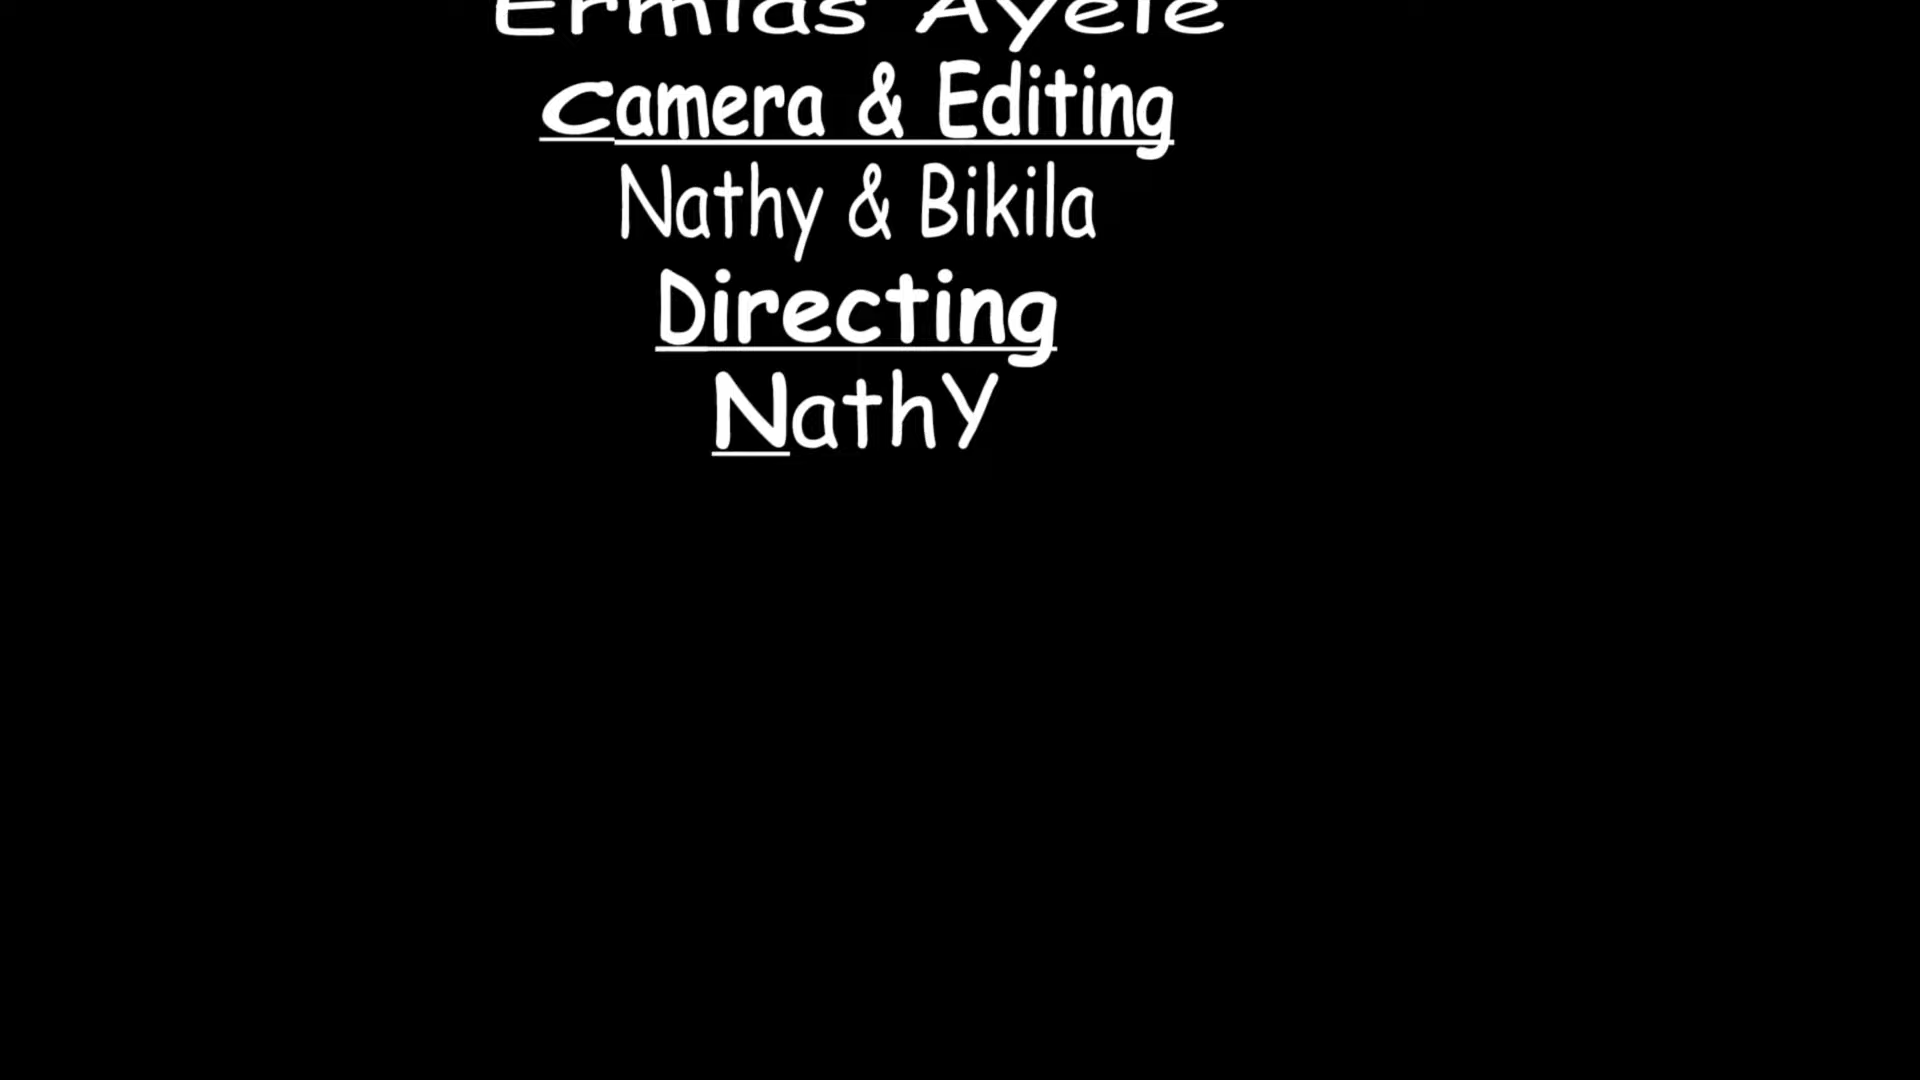 Ermias Ayele
Camera & Editing
Nathy & Bikila
Directing
NathY